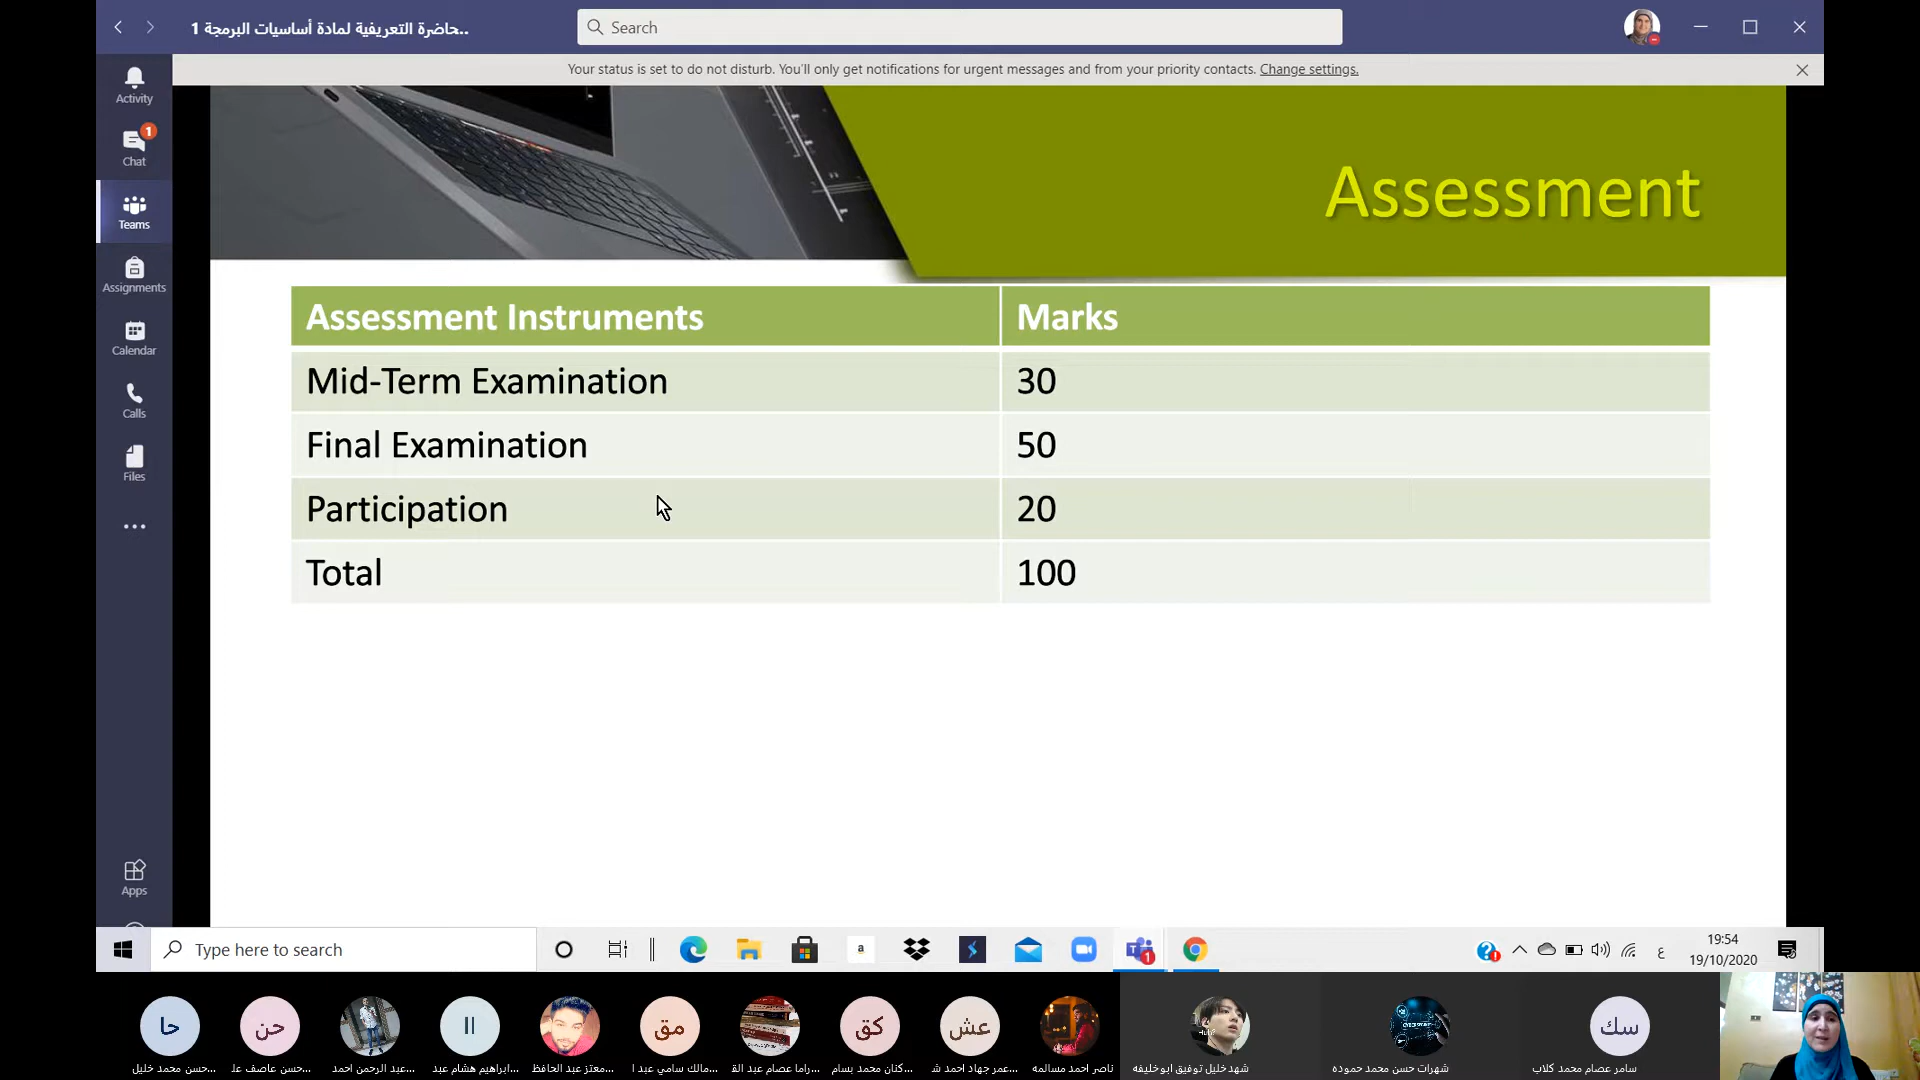 ..حاضرة التعريفية لمادة أساسيات البرمجة 1
Search
Your status is set to do not disturb. You'll only get notifications for urgent messages and from your priority contacts. Change settings.
Activity
1
Chat
Teams
Assignments
Calendar
Calls
Files
Apps
Assessment
Assessment Instruments Marks
Mid-Term Examination 30
Final Examination 50
Participation 20
Total 100
Type here to search
a
1
ع
19:54
19/10/2020
حا
حن
اا
مق
كق
عش
سك
حسن محمد خليل...
حسن عاصف عل...
عبد الرحمن احمد...
ابراهيم هشام عبد...
معتز عبد الحافظ...
مالك سامي عبد ا...
راما عصام عبد الق...
كنان محمد بسام...
عمر جهاد احمد ش...
ناصر احمد مسالمه
شهد خليل توفيق ابوخليفه
شهرات حسن محمد حموده
سامر عصام محمد كلاب